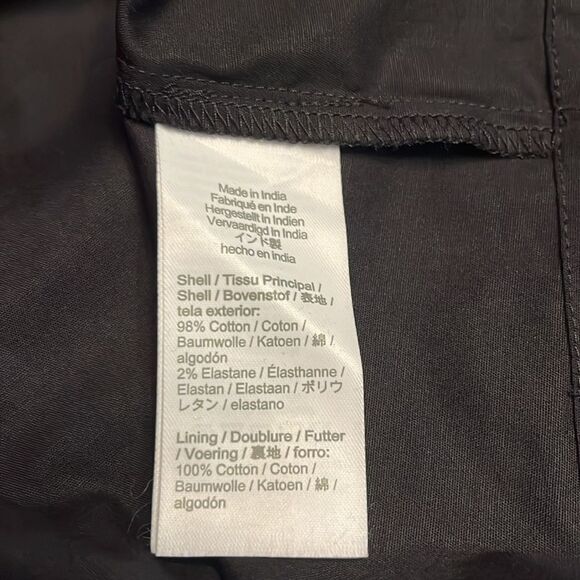 Made in India
Fabriqué en Inde
Hergestellt in Indien
Vervaardigd in India
インド製
hecho en India
Shell / Tissu Principal /
Shell / Bovenstof / 表地 /
tela exterior:
98% Cotton / Coton /
Baumwolle / Katoen / 綿 /
algodón
2% Elastane / Élasthanne /
Elastan / Elastaan / ポリウ
レタン / elastano
Lining / Doublure / Futter
/ Voering / 裏地 / forro:
100% Cotton / Coton /
Baumwolle / Katoen / 綿 /
algodón